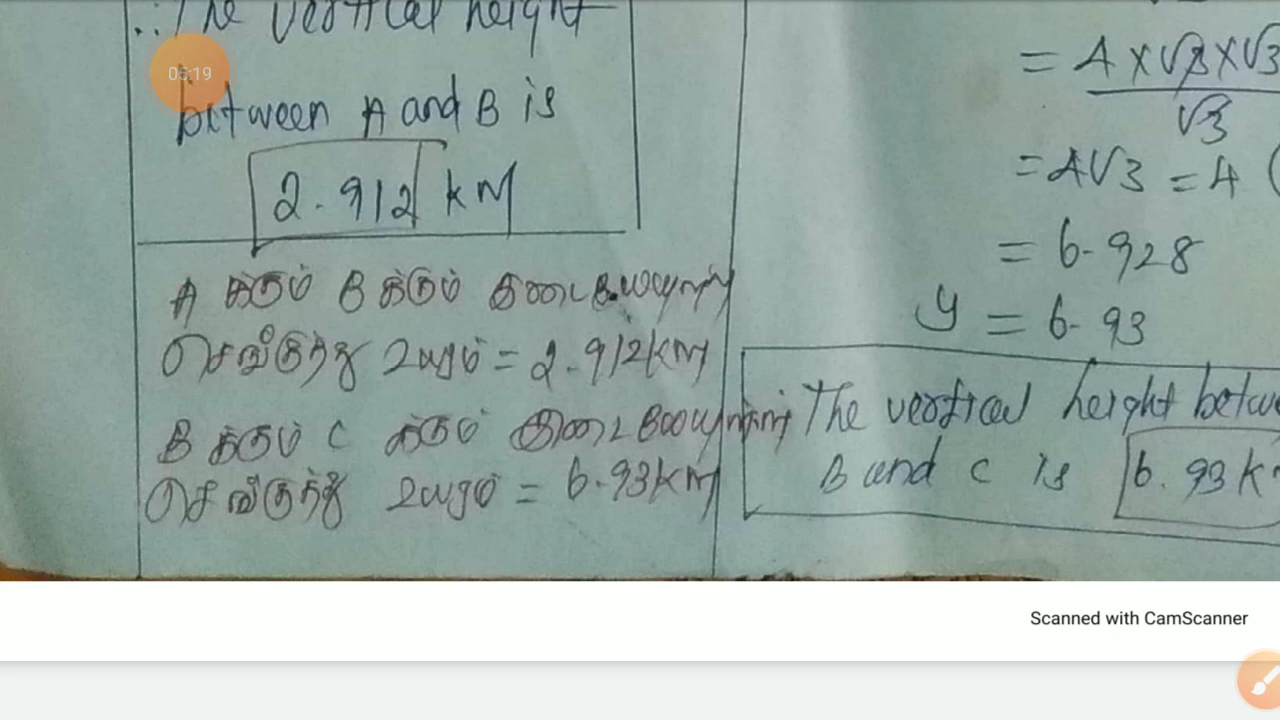 ∴ The vertical height
between A and B is
2.912 km
A க்கும் B க்கும் இடையேயுள்ள
செங்குத்து உயரம் = 2.912 km
B க்கும் C க்கும் இடையேயுள்ள
செங்குத்து உயரம் = 6.93 km
= 4 × √3 × √3
√3
= 4√3 = 4 (
= 6.928
y = 6.93
The vertical height betwe
B and C is 6.93 k
05:19
Scanned with CamScanner